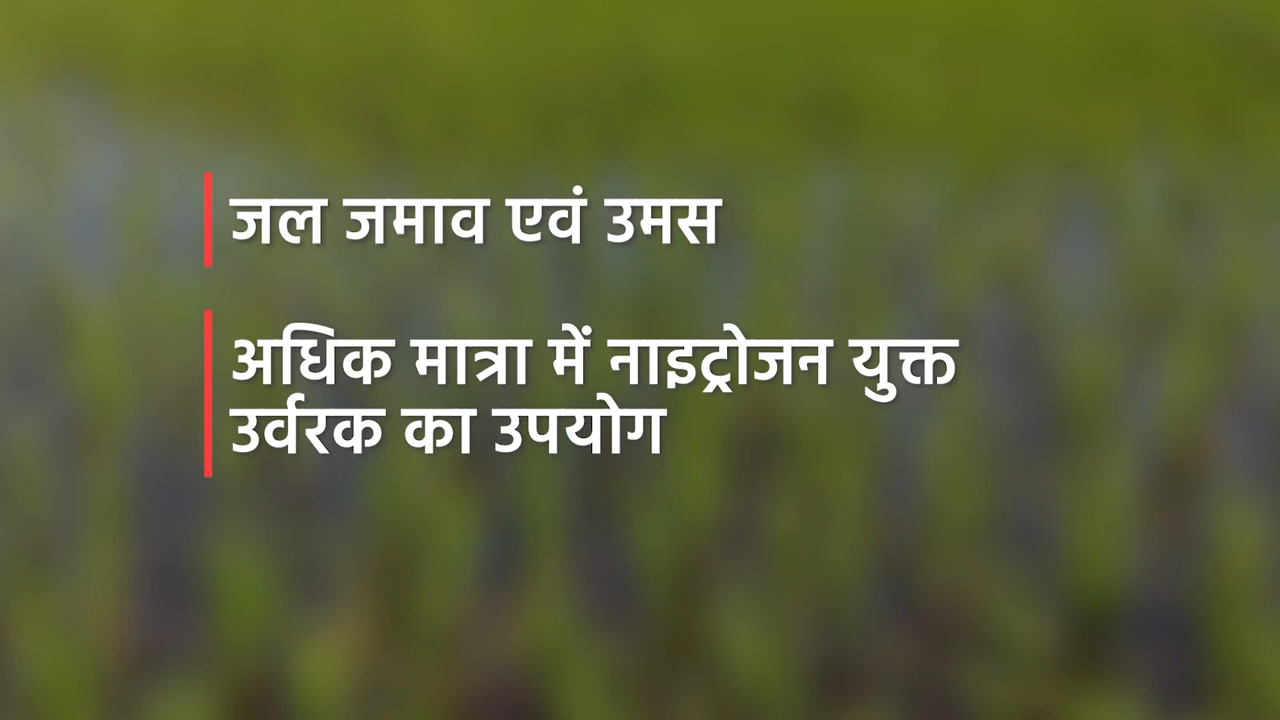 जल जमाव एवं उमस
अधिक मात्रा में नाइट्रोजन युक्त
उर्वरक का उपयोग